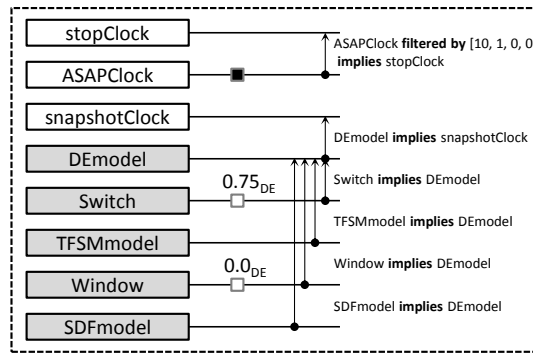 stopClock
ASAPClock filtered by [10, 1, 0, 0
implies stopClock
ASAPClock
snapshotClock
DEmodel implies snapshotClock
DEmodel
Switch implies DEmodel
0.75DE
Switch
TFSMmodel implies DEmodel
TFSMmodel
0.0DE
Window implies DEmodel
Window
SDFmodel implies DEmodel
SDFmodel